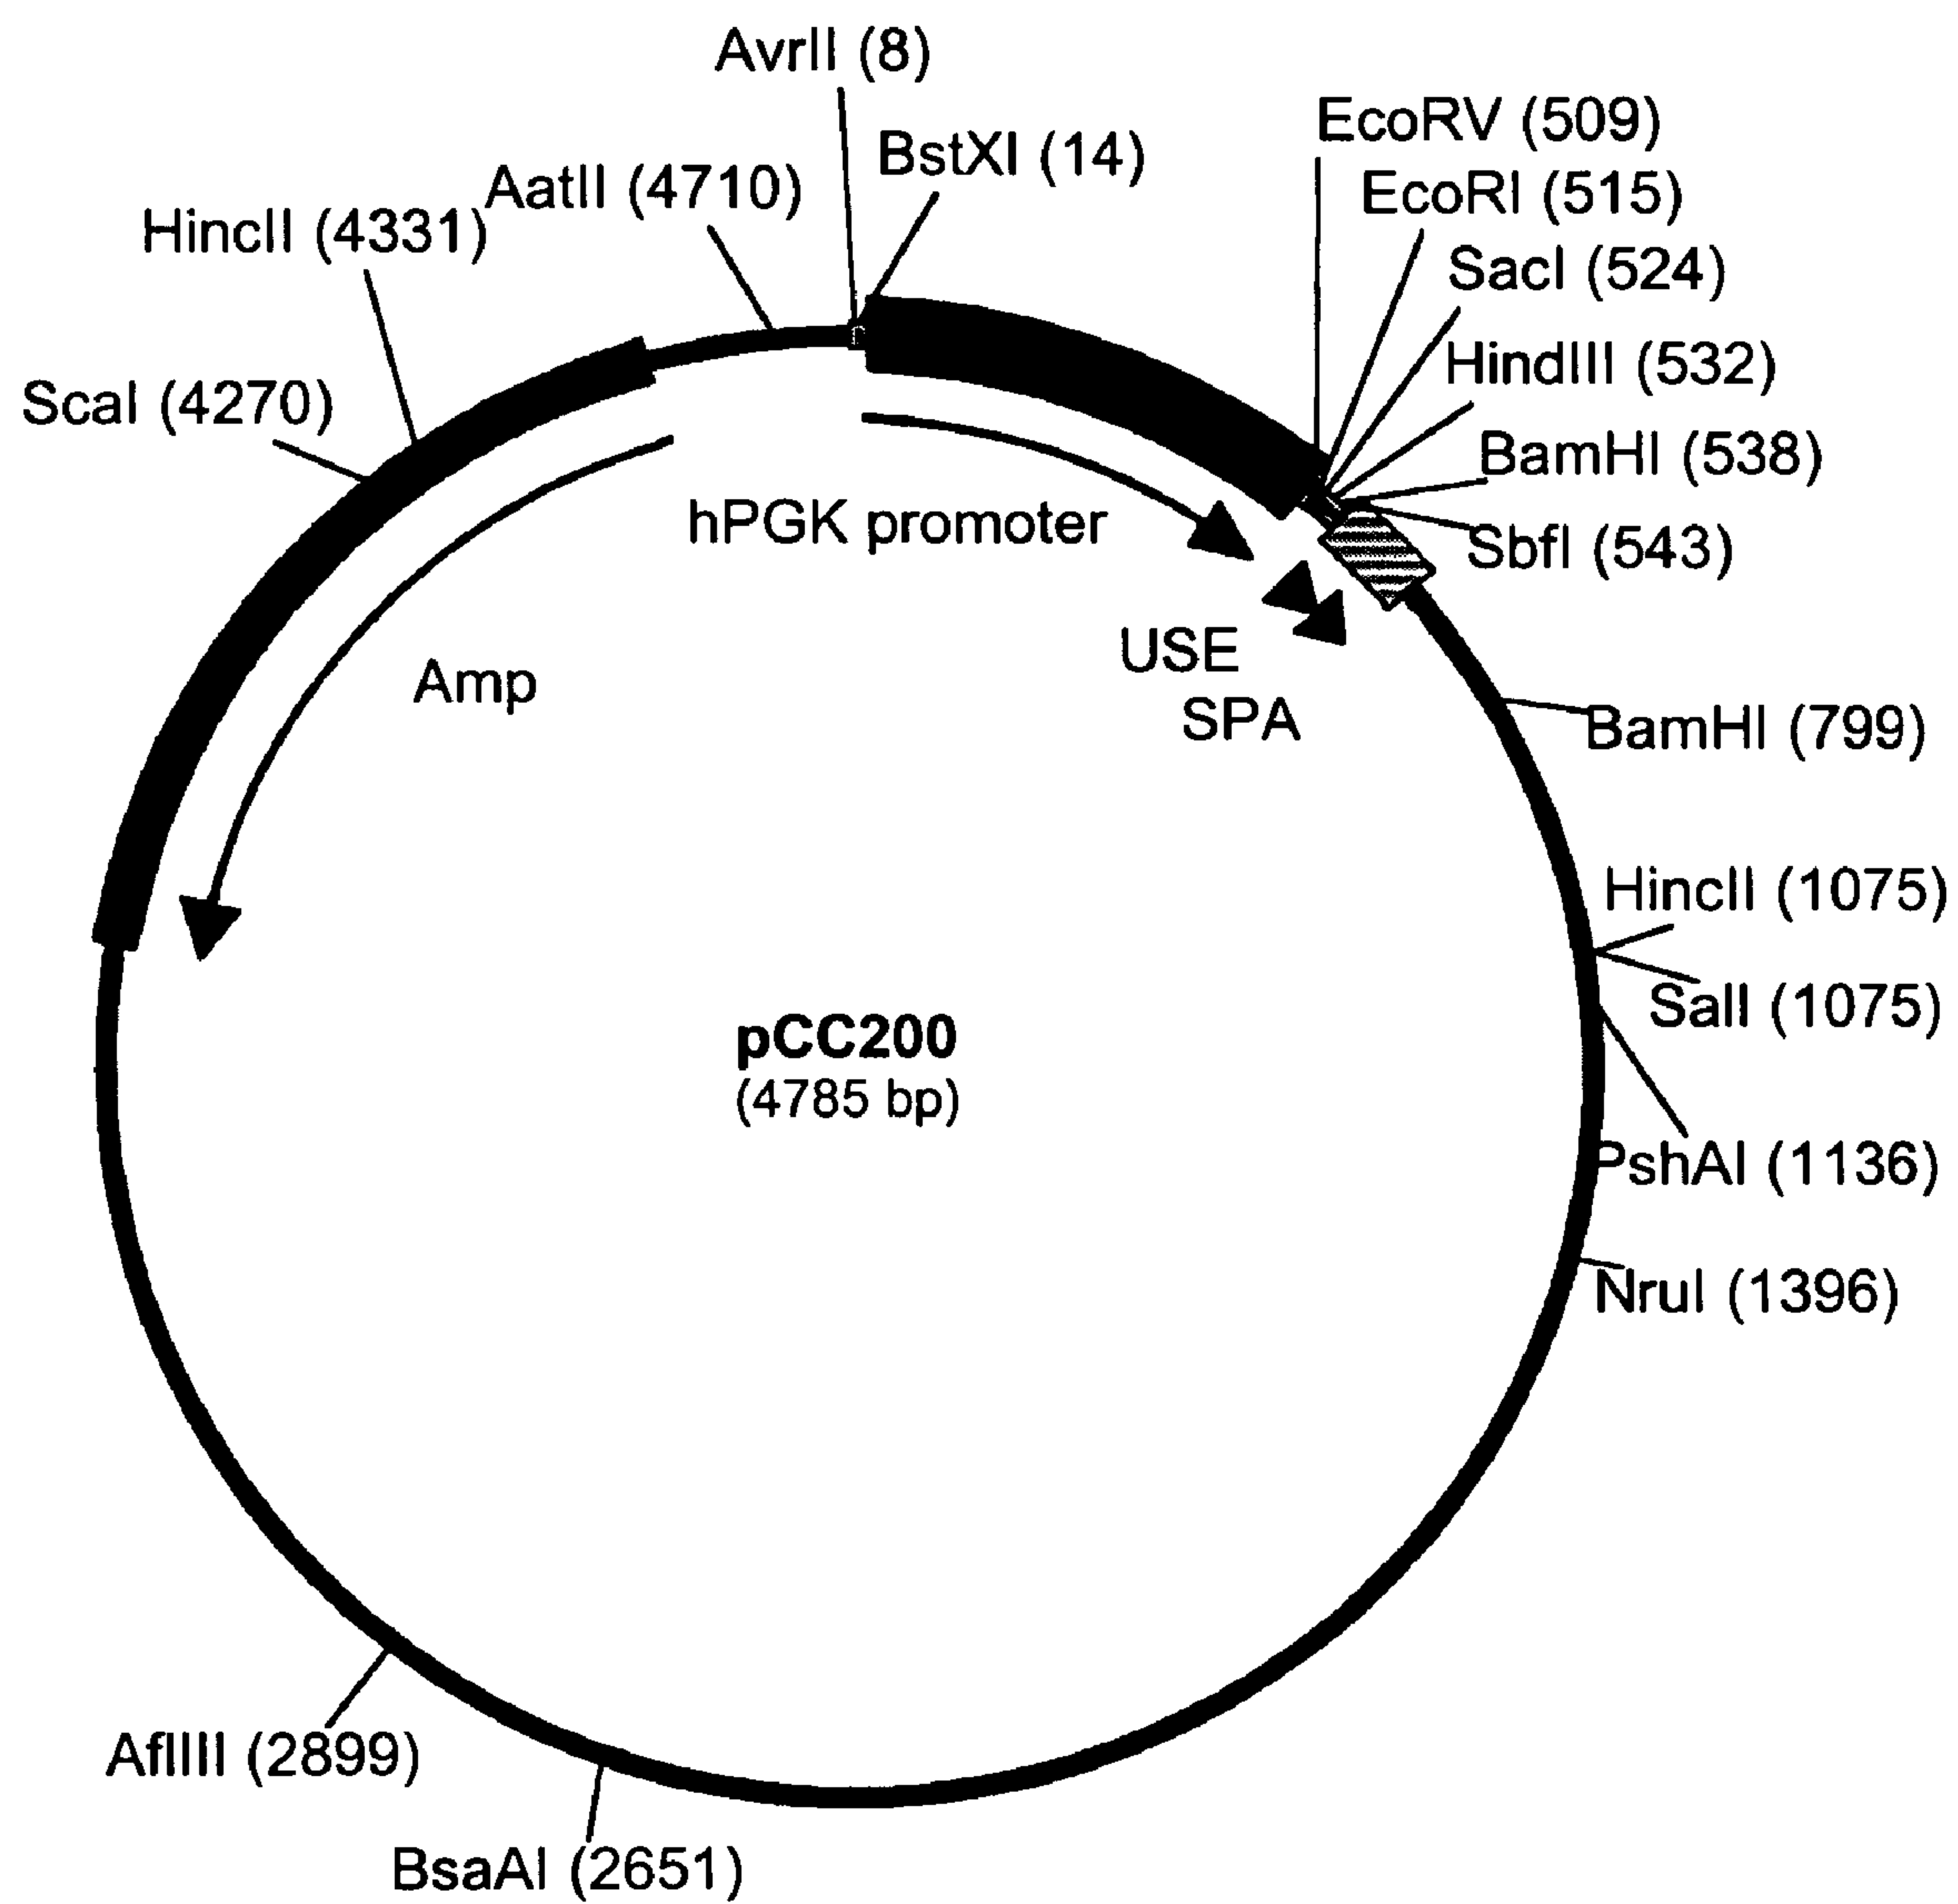 AvrII (8)
BstXI (14)
EcoRV (509)
EcoRI (515)
SacI (524)
HindIII (532)
BamHI (538)
SbfI (543)
AatII (4710)
HincII (4331)
ScaI (4270)
hPGK promoter
Amp
USE
SPA
BamHI (799)
HincII (1075)
SalI (1075)
PshAI (1136)
NruI (1396)
pCC200
(4785 bp)
AflIII (2899)
BsaAI (2651)